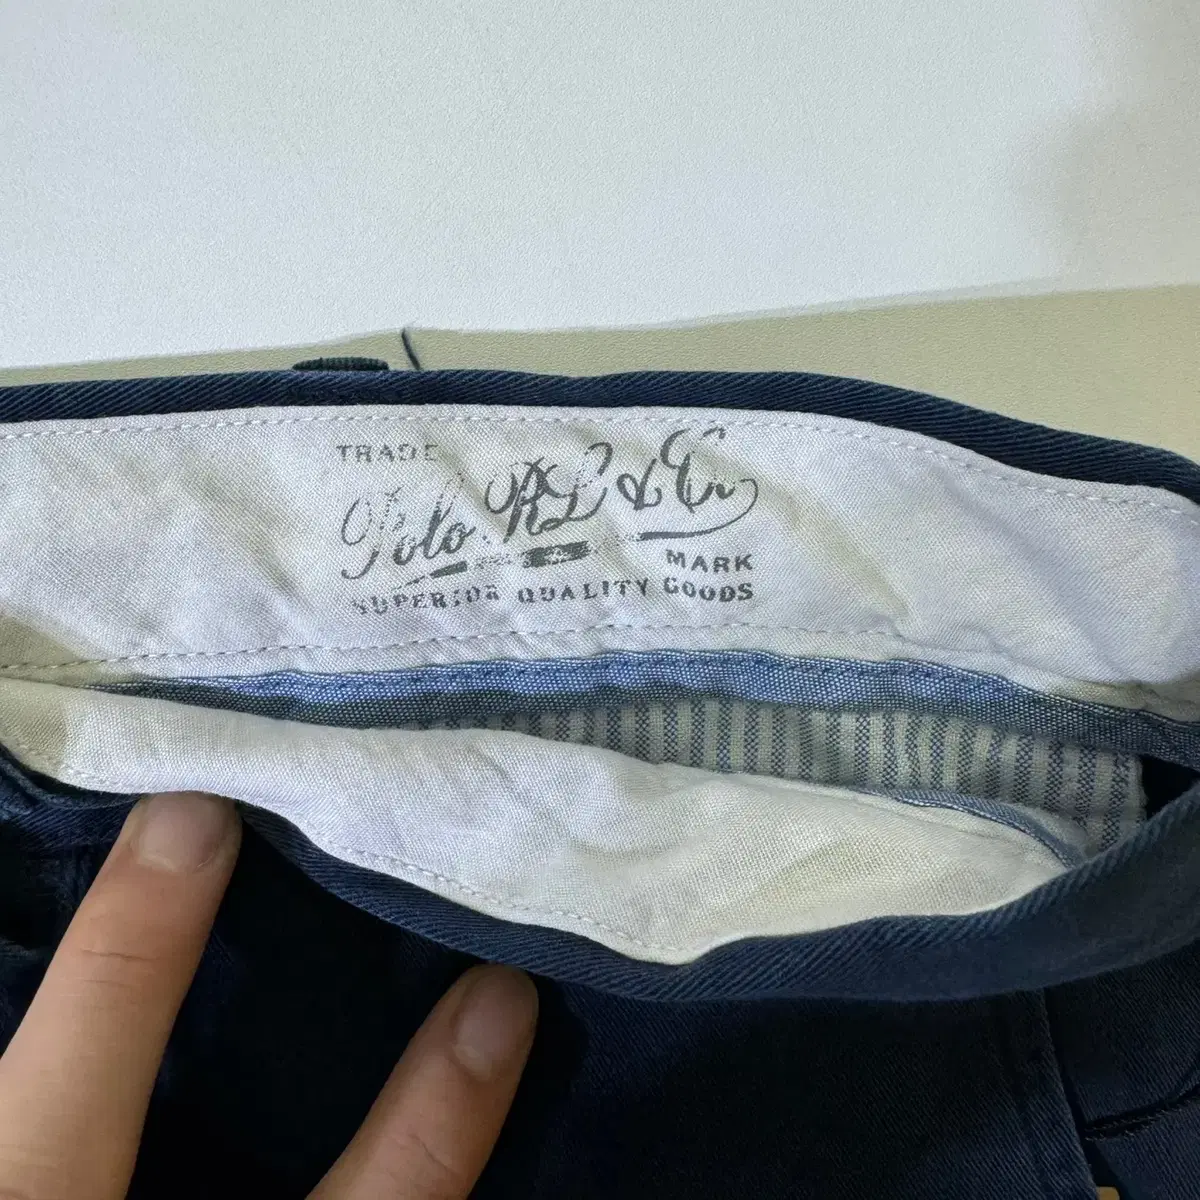 TRADE
Polo RL & Co.
MARK
SUPERIOR QUALITY GOODS